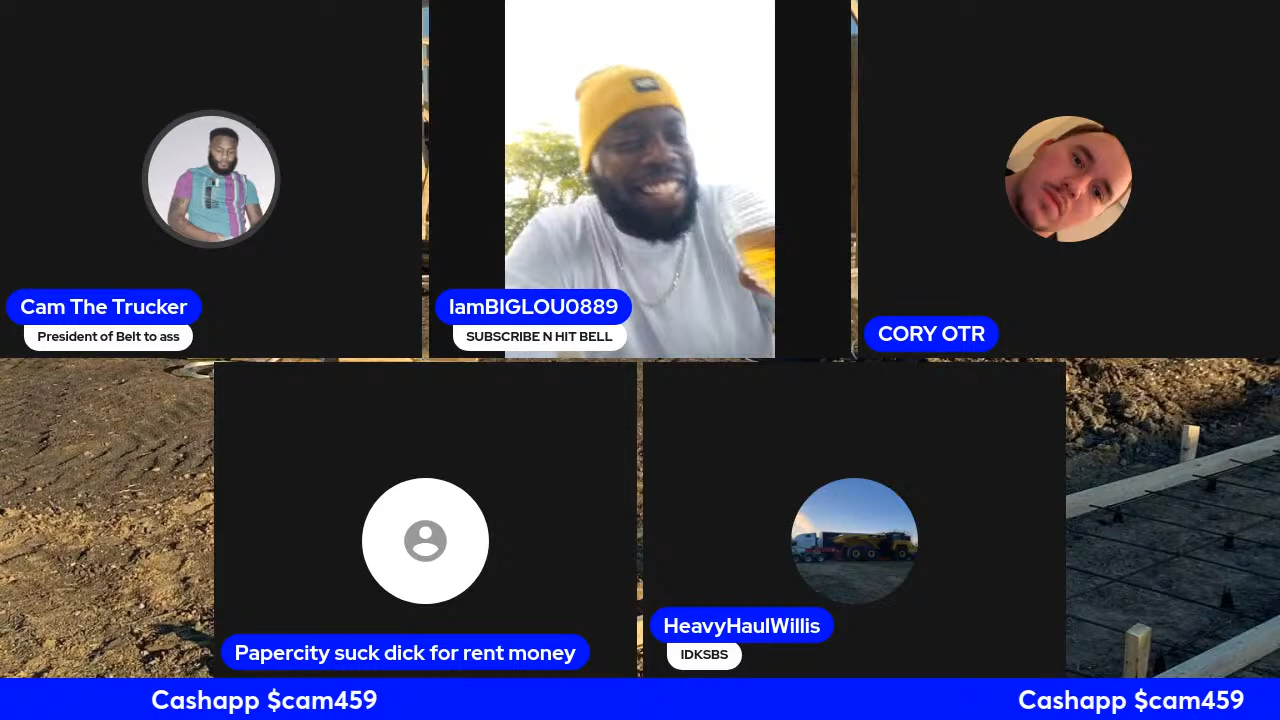 Cam The Trucker
President of Belt to ass
IamBIGLOU0889
SUBSCRIBE N HIT BELL
CORY OTR
Papercity suck dick for rent money
HeavyHaulWillis
IDKSBS
Cashapp $cam459
Cashapp $cam459